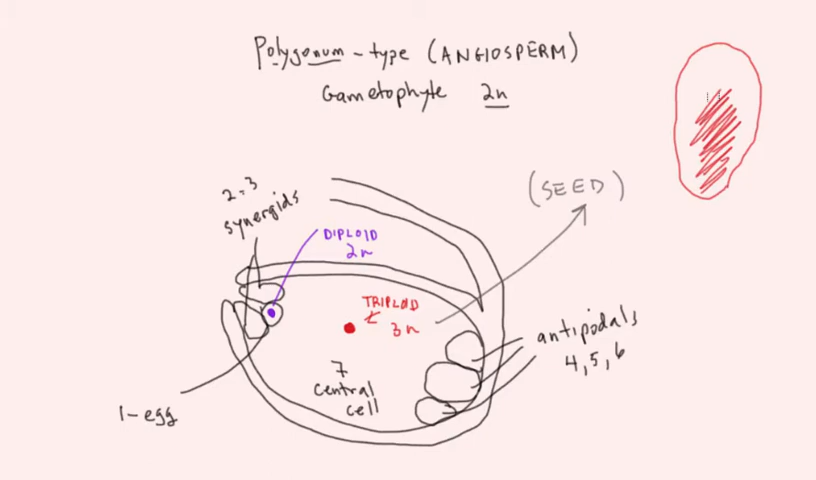 Polygonum-type (ANGIOSPERM)
Gametophyte 2n
(SEED)
2 = 3
synergids
DIPLOID
2n
TRIPLOID
3n
antipodals
4, 5, 6
7
central
cell
1-egg